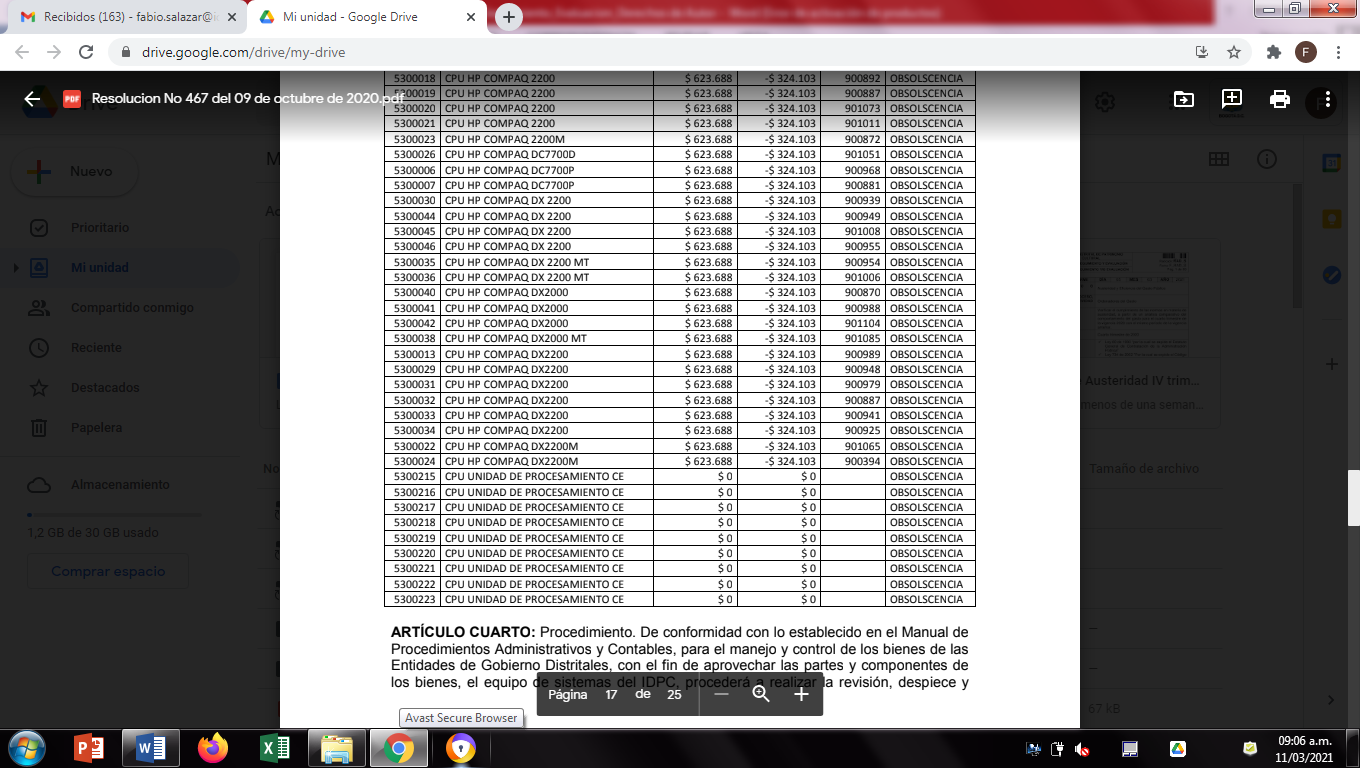 Recibidos (163) - fabio.salazar@i
Mi unidad - Google Drive
drive.google.com/drive/my-drive
F
PDF Resolucion No 467 del 09 de octubre de 2020.pdf
Nuevo
Prioritario
Mi unidad
Compartido conmigo
Reciente
Destacados
Papelera
Almacenamiento
1,2 GB de 30 GB usado
Comprar espacio
5300018 CPU HP COMPAQ 2200 $ 623.688 -$ 324.103 900892 OBSOLSCENCIA
5300019 CPU HP COMPAQ 2200 $ 623.688 -$ 324.103 900887 OBSOLSCENCIA
5300020 CPU HP COMPAQ 2200 $ 623.688 -$ 324.103 901073 OBSOLSCENCIA
5300021 CPU HP COMPAQ 2200 $ 623.688 -$ 324.103 901011 OBSOLSCENCIA
5300023 CPU HP COMPAQ 2200M $ 623.688 -$ 324.103 900872 OBSOLSCENCIA
5300026 CPU HP COMPAQ DC7700D $ 623.688 -$ 324.103 901051 OBSOLSCENCIA
5300006 CPU HP COMPAQ DC7700P $ 623.688 -$ 324.103 900968 OBSOLSCENCIA
5300007 CPU HP COMPAQ DC7700P $ 623.688 -$ 324.103 900881 OBSOLSCENCIA
5300030 CPU HP COMPAQ DX 2200 $ 623.688 -$ 324.103 900939 OBSOLSCENCIA
5300044 CPU HP COMPAQ DX 2200 $ 623.688 -$ 324.103 900949 OBSOLSCENCIA
5300045 CPU HP COMPAQ DX 2200 $ 623.688 -$ 324.103 901008 OBSOLSCENCIA
5300046 CPU HP COMPAQ DX 2200 $ 623.688 -$ 324.103 900955 OBSOLSCENCIA
5300035 CPU HP COMPAQ DX 2200 MT $ 623.688 -$ 324.103 900954 OBSOLSCENCIA
5300036 CPU HP COMPAQ DX 2200 MT $ 623.688 -$ 324.103 901006 OBSOLSCENCIA
5300040 CPU HP COMPAQ DX2000 $ 623.688 -$ 324.103 900870 OBSOLSCENCIA
5300041 CPU HP COMPAQ DX2000 $ 623.688 -$ 324.103 900988 OBSOLSCENCIA
5300042 CPU HP COMPAQ DX2000 $ 623.688 -$ 324.103 901104 OBSOLSCENCIA
5300038 CPU HP COMPAQ DX2000 MT $ 623.688 -$ 324.103 901085 OBSOLSCENCIA
5300013 CPU HP COMPAQ DX2200 $ 623.688 -$ 324.103 900989 OBSOLSCENCIA
5300029 CPU HP COMPAQ DX2200 $ 623.688 -$ 324.103 900948 OBSOLSCENCIA
5300031 CPU HP COMPAQ DX2200 $ 623.688 -$ 324.103 900979 OBSOLSCENCIA
5300032 CPU HP COMPAQ DX2200 $ 623.688 -$ 324.103 900887 OBSOLSCENCIA
5300033 CPU HP COMPAQ DX2200 $ 623.688 -$ 324.103 900941 OBSOLSCENCIA
5300034 CPU HP COMPAQ DX2200 $ 623.688 -$ 324.103 900925 OBSOLSCENCIA
5300022 CPU HP COMPAQ DX2200M $ 623.688 -$ 324.103 901065 OBSOLSCENCIA
5300024 CPU HP COMPAQ DX2200M $ 623.688 -$ 324.103 900394 OBSOLSCENCIA
5300215 CPU UNIDAD DE PROCESAMIENTO CE $ 0 $ 0 OBSOLSCENCIA
5300216 CPU UNIDAD DE PROCESAMIENTO CE $ 0 $ 0 OBSOLSCENCIA
5300217 CPU UNIDAD DE PROCESAMIENTO CE $ 0 $ 0 OBSOLSCENCIA
5300218 CPU UNIDAD DE PROCESAMIENTO CE $ 0 $ 0 OBSOLSCENCIA
5300219 CPU UNIDAD DE PROCESAMIENTO CE $ 0 $ 0 OBSOLSCENCIA
5300220 CPU UNIDAD DE PROCESAMIENTO CE $ 0 $ 0 OBSOLSCENCIA
5300221 CPU UNIDAD DE PROCESAMIENTO CE $ 0 $ 0 OBSOLSCENCIA
5300222 CPU UNIDAD DE PROCESAMIENTO CE $ 0 $ 0 OBSOLSCENCIA
5300223 CPU UNIDAD DE PROCESAMIENTO CE $ 0 $ 0 OBSOLSCENCIA
ARTÍCULO CUARTO: Procedimiento. De conformidad con lo establecido en el Manual de
Procedimientos Administrativos y Contables, para el manejo y control de los bienes de las
Entidades de Gobierno Distritales, con el fin de aprovechar las partes y componentes de
los bienes, el equipo de sistemas del IDPC, procederá a realizar la revisión, despiece y
Página 17 de 25
Austeridad IV trim...
menos de una seman...
Tamaño de archivo
67 kB
Avast Secure Browser
09:06 a.m.
11/03/2021